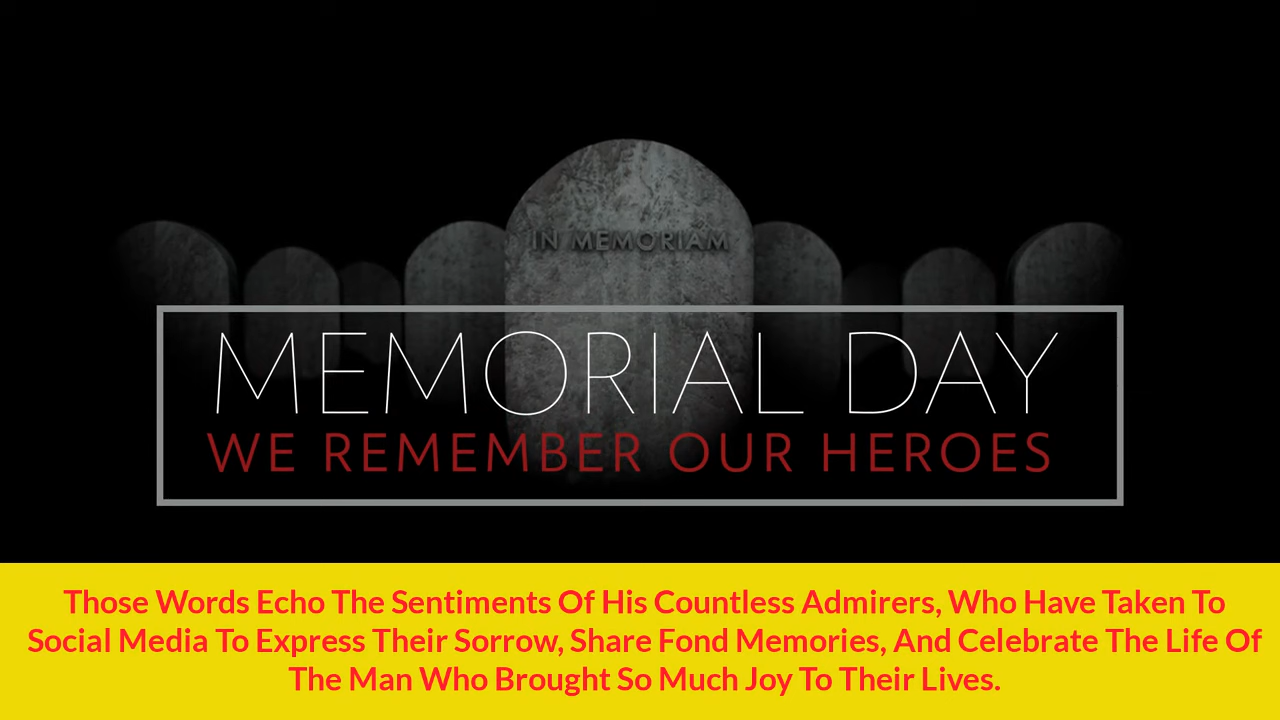 IN MEMORIAM
MEMORIAL DAY
WE REMEMBER OUR HEROES
Those Words Echo The Sentiments Of His Countless Admirers, Who Have Taken To
Social Media To Express Their Sorrow, Share Fond Memories, And Celebrate The Life Of
The Man Who Brought So Much Joy To Their Lives.